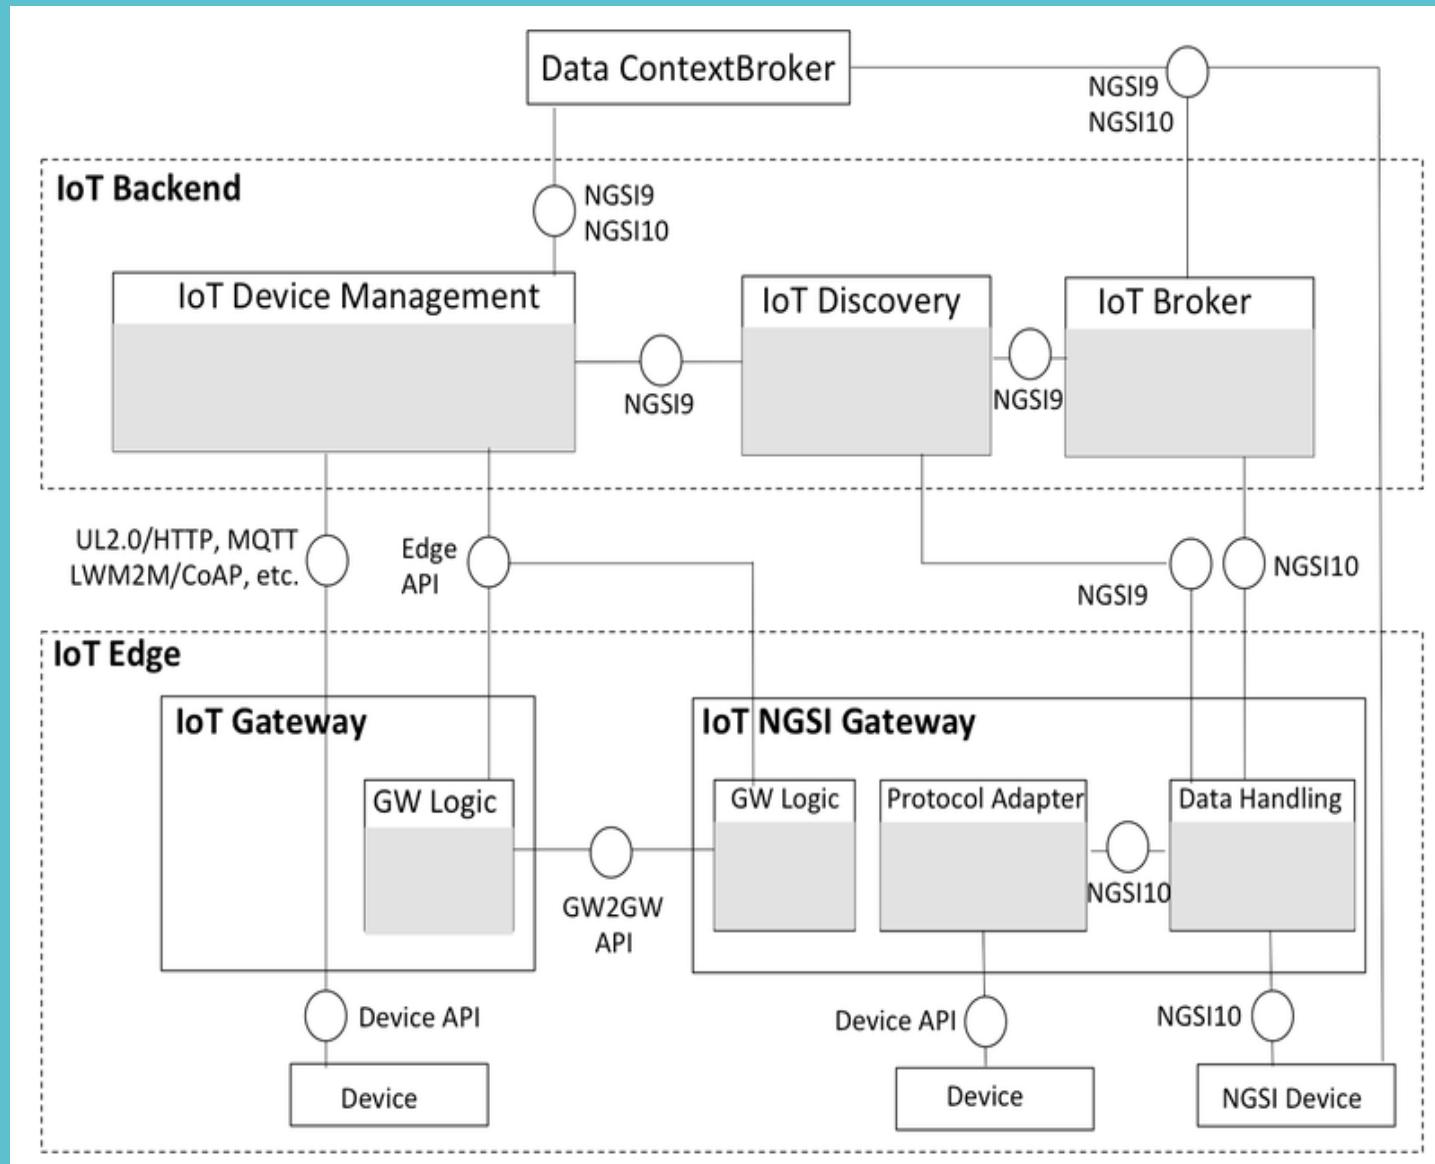 Data ContextBroker
NGSI9
NGSI10
IoT Backend
NGSI9
NGSI10
IoT Device Management
IoT Discovery
IoT Broker
NGSI9
NGSI9
UL2.0/HTTP, MQTT
LWM2M/CoAP, etc.
Edge
API
NGSI9
NGSI10
IoT Edge
IoT Gateway
IoT NGSI Gateway
GW Logic
GW Logic
Protocol Adapter
Data Handling
GW2GW
API
NGSI10
Device API
Device API
NGSI10
Device
Device
NGSI Device